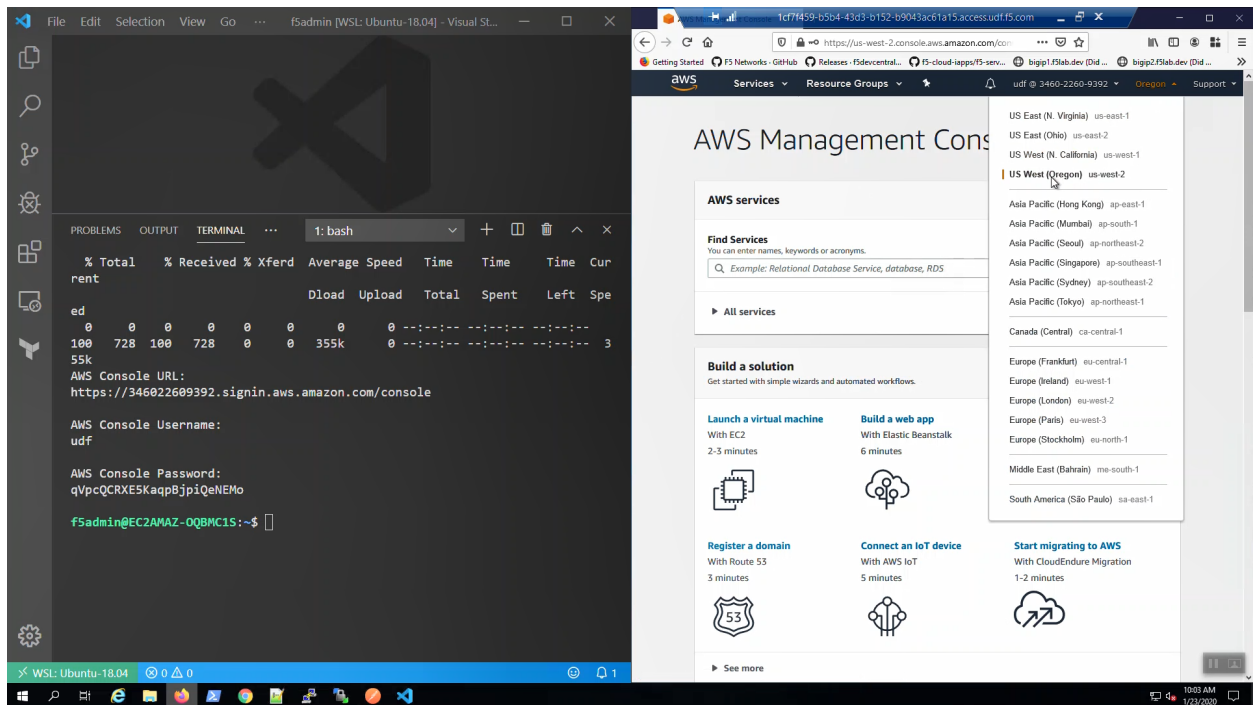 File Edit Selection View Go ··· f5admin [WSL: Ubuntu-18.04] - Visual St...
PROBLEMS OUTPUT TERMINAL ··· 1: bash
% Total % Received % Xferd Average Speed Time Time Time Cur
rent
Dload Upload Total Spent Left Spe
ed
0 0 0 0 0 0 0 0 --:--:-- --:--:-- --:--:--
100 728 100 728 0 0 355k 0 --:--:-- --:--:-- --:--:-- 3
55k
AWS Console URL:
https://346022609392.signin.aws.amazon.com/console
AWS Console Username:
udf
AWS Console Password:
qVpcQCRXE5KaqpBjpiQeNEMo
f5admin@EC2AMAZ-OQBMC1S:~$
WSL: Ubuntu-18.04 0 0 1
1cf7f459-b5b4-43d3-b152-b9043ac61a15.access.udf.f5.com
https://us-west-2.console.aws.amazon.com/con
Getting Started F5 Networks · GitHub Releases · f5devcentral... f5-cloud-iapps/f5-serv... bigip1.f5lab.dev (Did ... bigip2.f5lab.dev (Did ...
aws Services Resource Groups udf @ 3460-2260-9392 Oregon Support
AWS Management Cons
AWS services
Find Services
You can enter names, keywords or acronyms.
Example: Relational Database Service, database, RDS
All services
Build a solution
Get started with simple wizards and automated workflows.
Launch a virtual machine
With EC2
2-3 minutes
Build a web app
With Elastic Beanstalk
6 minutes
Register a domain
With Route 53
3 minutes
53
Connect an IoT device
With AWS IoT
5 minutes
Start migrating to AWS
With CloudEndure Migration
1-2 minutes
See more
US East (N. Virginia) us-east-1
US East (Ohio) us-east-2
US West (N. California) us-west-1
US West (Oregon) us-west-2
Asia Pacific (Hong Kong) ap-east-1
Asia Pacific (Mumbai) ap-south-1
Asia Pacific (Seoul) ap-northeast-2
Asia Pacific (Singapore) ap-southeast-1
Asia Pacific (Sydney) ap-southeast-2
Asia Pacific (Tokyo) ap-northeast-1
Canada (Central) ca-central-1
Europe (Frankfurt) eu-central-1
Europe (Ireland) eu-west-1
Europe (London) eu-west-2
Europe (Paris) eu-west-3
Europe (Stockholm) eu-north-1
Middle East (Bahrain) me-south-1
South America (São Paulo) sa-east-1
10:03 AM
1/23/2020